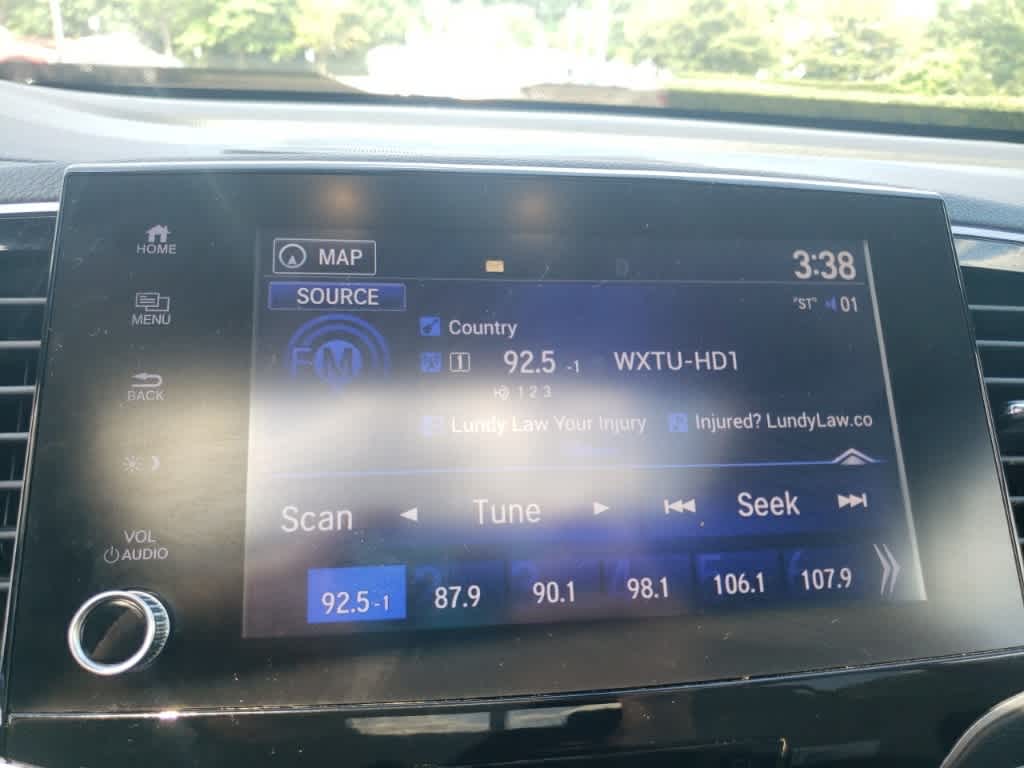 HOME
MENU
BACK
VOL
AUDIO
MAP
3:38
SOURCE
"ST" 01
FM
Country
1 92.5 -1 WXTU-HD1
1 2 3
Lundy Law Your Injury Injured? LundyLaw.co
Scan Tune Seek
92.5-1 87.9 90.1 98.1 106.1 107.9